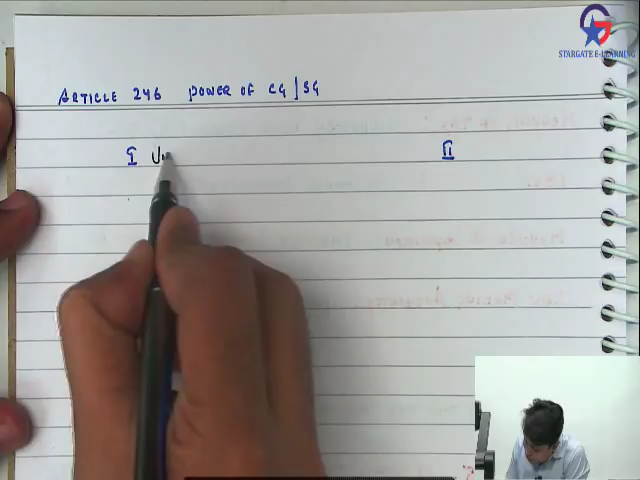 STARGATE E-LEARNING
ARTICLE 246 POWER OF CG | SG
I U
II